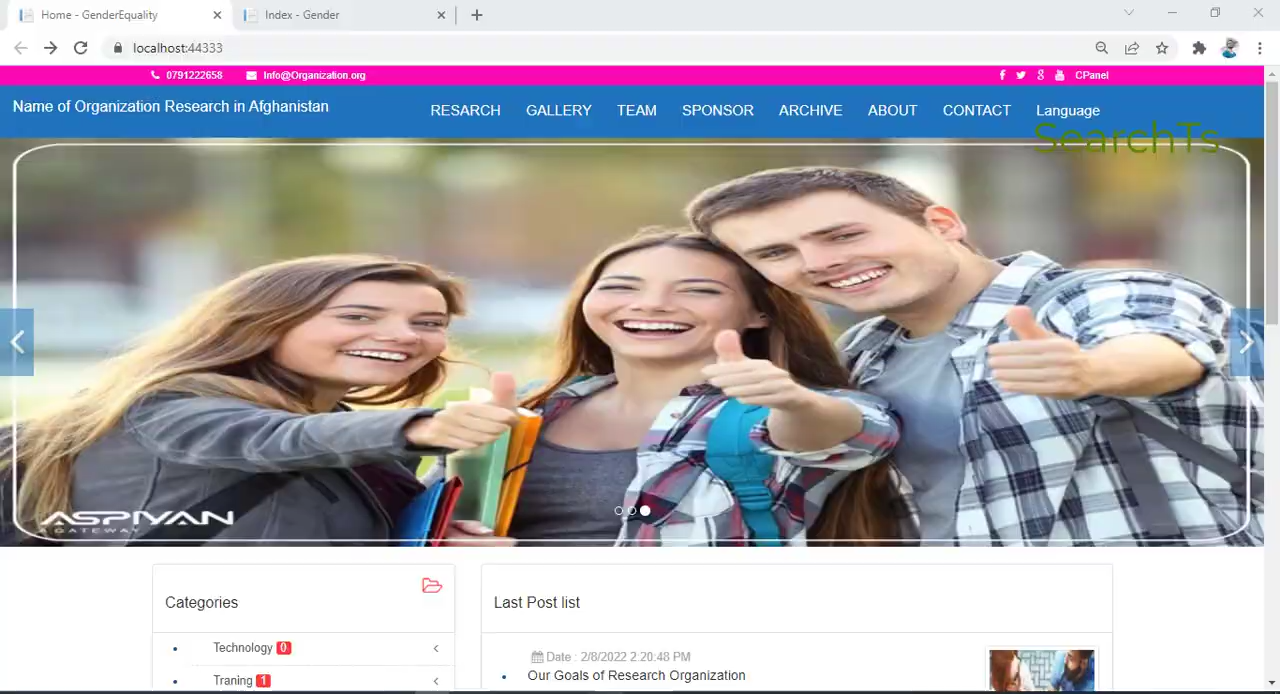 Home - GenderEquality
Index - Gender
localhost:44333
0791222658 Info@Organization.org CPanel
Name of Organization Research in Afghanistan RESARCH GALLERY TEAM SPONSOR ARCHIVE ABOUT CONTACT Language
SearchTs
ASPIYAN
GATEWAY
Categories
Technology 0
Traning 1
Last Post list
Date : 2/8/2022 2:20:48 PM
Our Goals of Research Organization